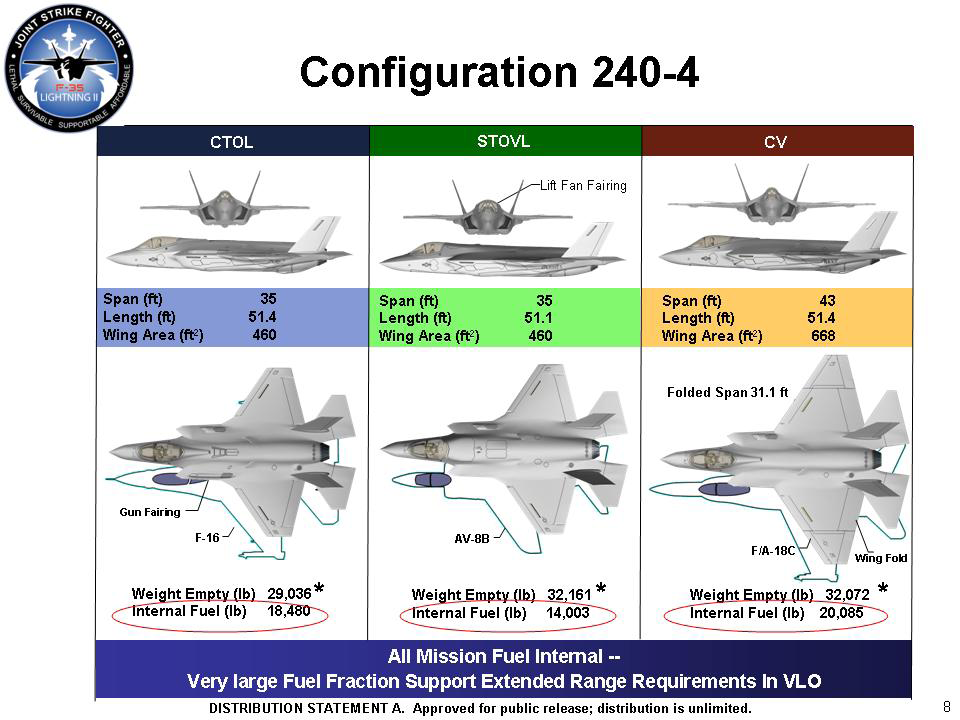 JOINT STRIKE FIGHTER
F-35
LIGHTNING II
LETHAL SURVIVABLE SUPPORTABLE AFFORDABLE
Configuration 240-4
CTOL
STOVL
CV
Lift Fan Fairing
Span (ft) 35
Length (ft) 51.4
Wing Area (ft²) 460
Span (ft) 35
Length (ft) 51.1
Wing Area (ft²) 460
Span (ft) 43
Length (ft) 51.4
Wing Area (ft²) 668
Gun Fairing
F-16
Weight Empty (lb) 29,036 *
Internal Fuel (lb) 18,480
AV-8B
Weight Empty (lb) 32,161 *
Internal Fuel (lb) 14,003
Folded Span 31.1 ft
F/A-18C
Wing Fold
Weight Empty (lb) 32,072 *
Internal Fuel (lb) 20,085
All Mission Fuel Internal --
Very large Fuel Fraction Support Extended Range Requirements In VLO
DISTRIBUTION STATEMENT A. Approved for public release; distribution is unlimited.
8